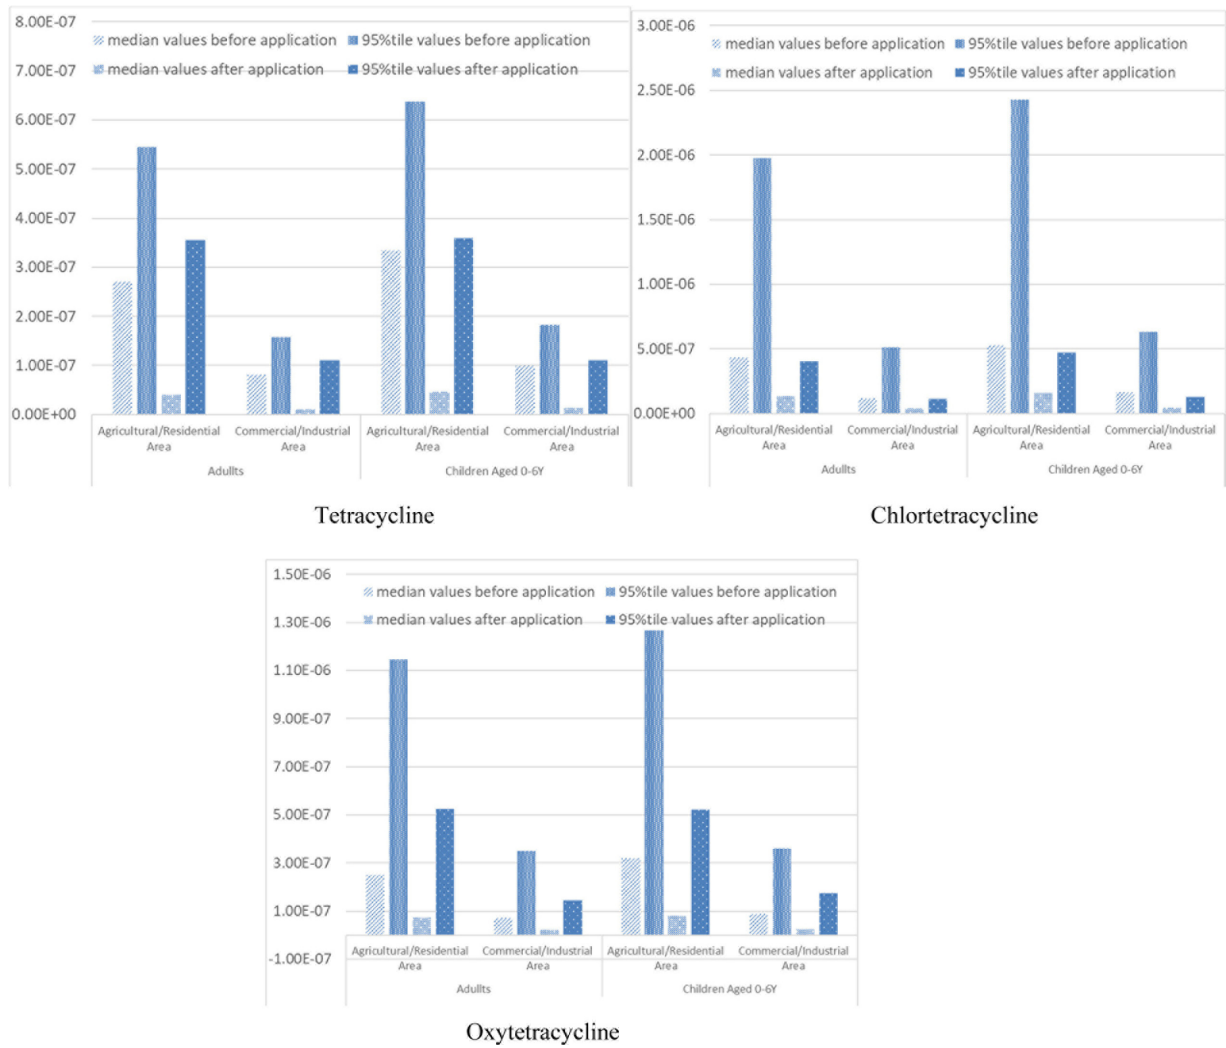 8.00E-07
median values before application 95%tile values before application
7.00E-07
median values after application 95%tile values after application
6.00E-07
5.00E-07
4.00E-07
3.00E-07
2.00E-07
1.00E-07
0.00E+00
Agricultural/Residential Commercial/Industrial Agricultural/Residential Commercial/Industrial
Area Area Area Area
Adullts Children Aged 0-6Y
Tetracycline
3.00E-06
median values before application 95%tile values before application
median values after application 95%tile values after application
2.50E-06
2.00E-06
1.50E-06
1.00E-06
5.00E-07
0.00E+00
Agricultural/Residential Commercial/Industrial Agricultural/Residential Commercial/Industrial
Area Area Area Area
Adullts Children Aged 0-6Y
Chlortetracycline
1.50E-06
median values before application 95%tile values before application
1.30E-06
median values after application 95%tile values after application
1.10E-06
9.00E-07
7.00E-07
5.00E-07
3.00E-07
1.00E-07
-1.00E-07
Agricultural/Residential Commercial/Industrial Agricultural/Residential Commercial/Industrial
Area Area Area Area
Adullts Children Aged 0-6Y
Oxytetracycline